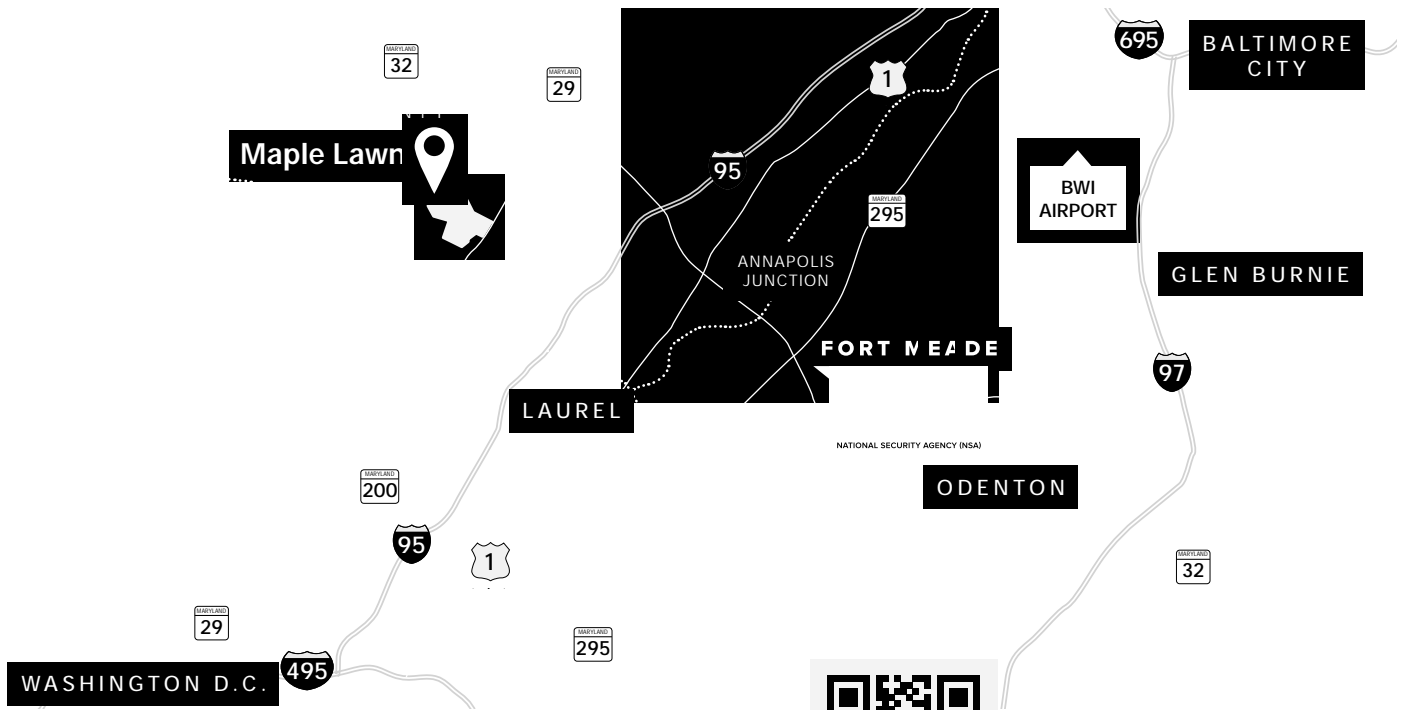 695
BALTIMORE
CITY
MARYLAND
32
MARYLAND
29
1
Maple Lawn
95
BWI
AIRPORT
MARYLAND
295
ANNAPOLIS
JUNCTION
GLEN BURNIE
FORT MEADE
97
LAUREL
NATIONAL SECURITY AGENCY (NSA)
MARYLAND
200
ODENTON
95
1
MARYLAND
32
MARYLAND
29
MARYLAND
295
495
WASHINGTON D.C.